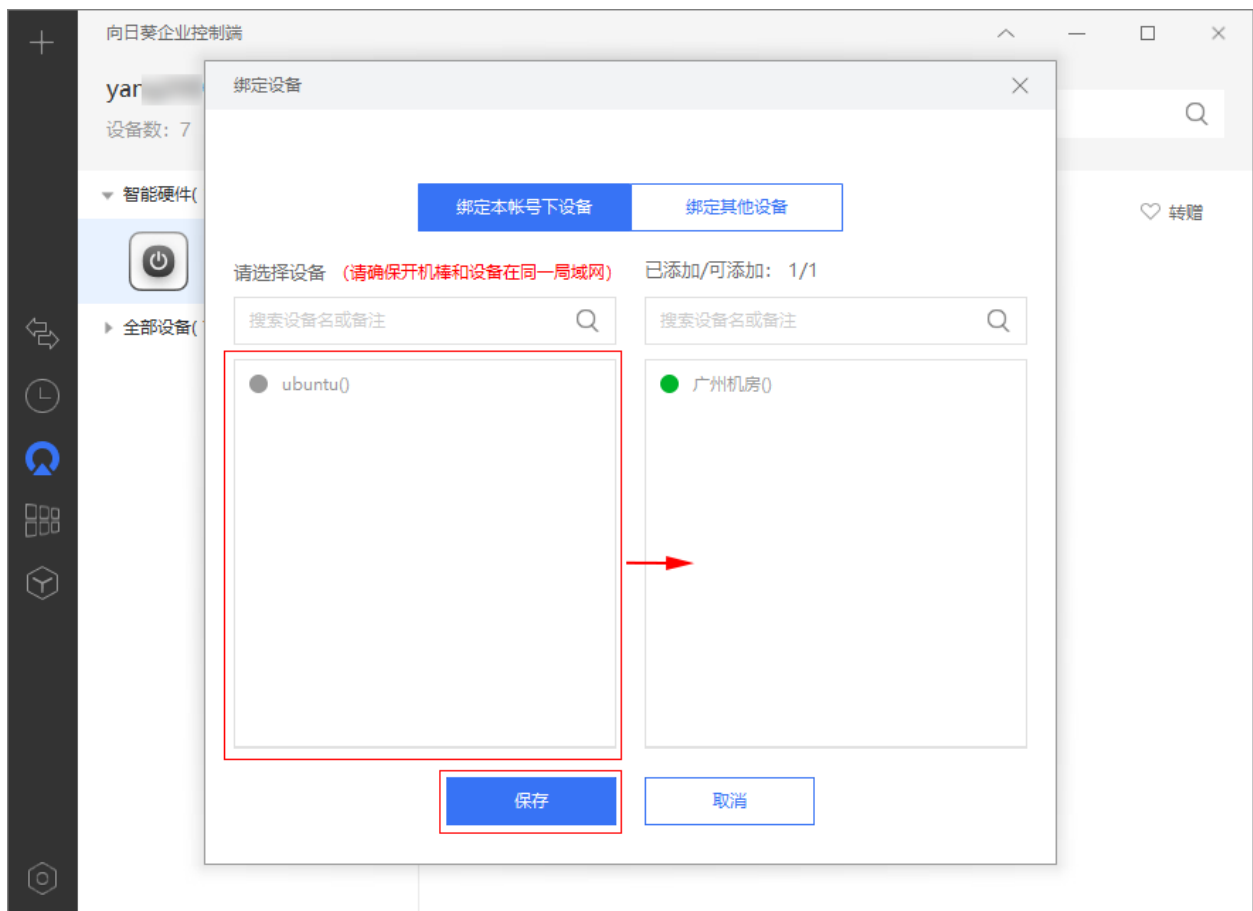 向日葵企业控制端
yan
设备数：7
绑定设备
智能硬件(
绑定本帐号下设备
绑定其他设备
转赠
请选择设备 （请确保开机棒和设备在同一局域网）
已添加/可添加： 1/1
搜索设备名或备注
搜索设备名或备注
全部设备(
ubuntu()
广州机房()
保存
取消